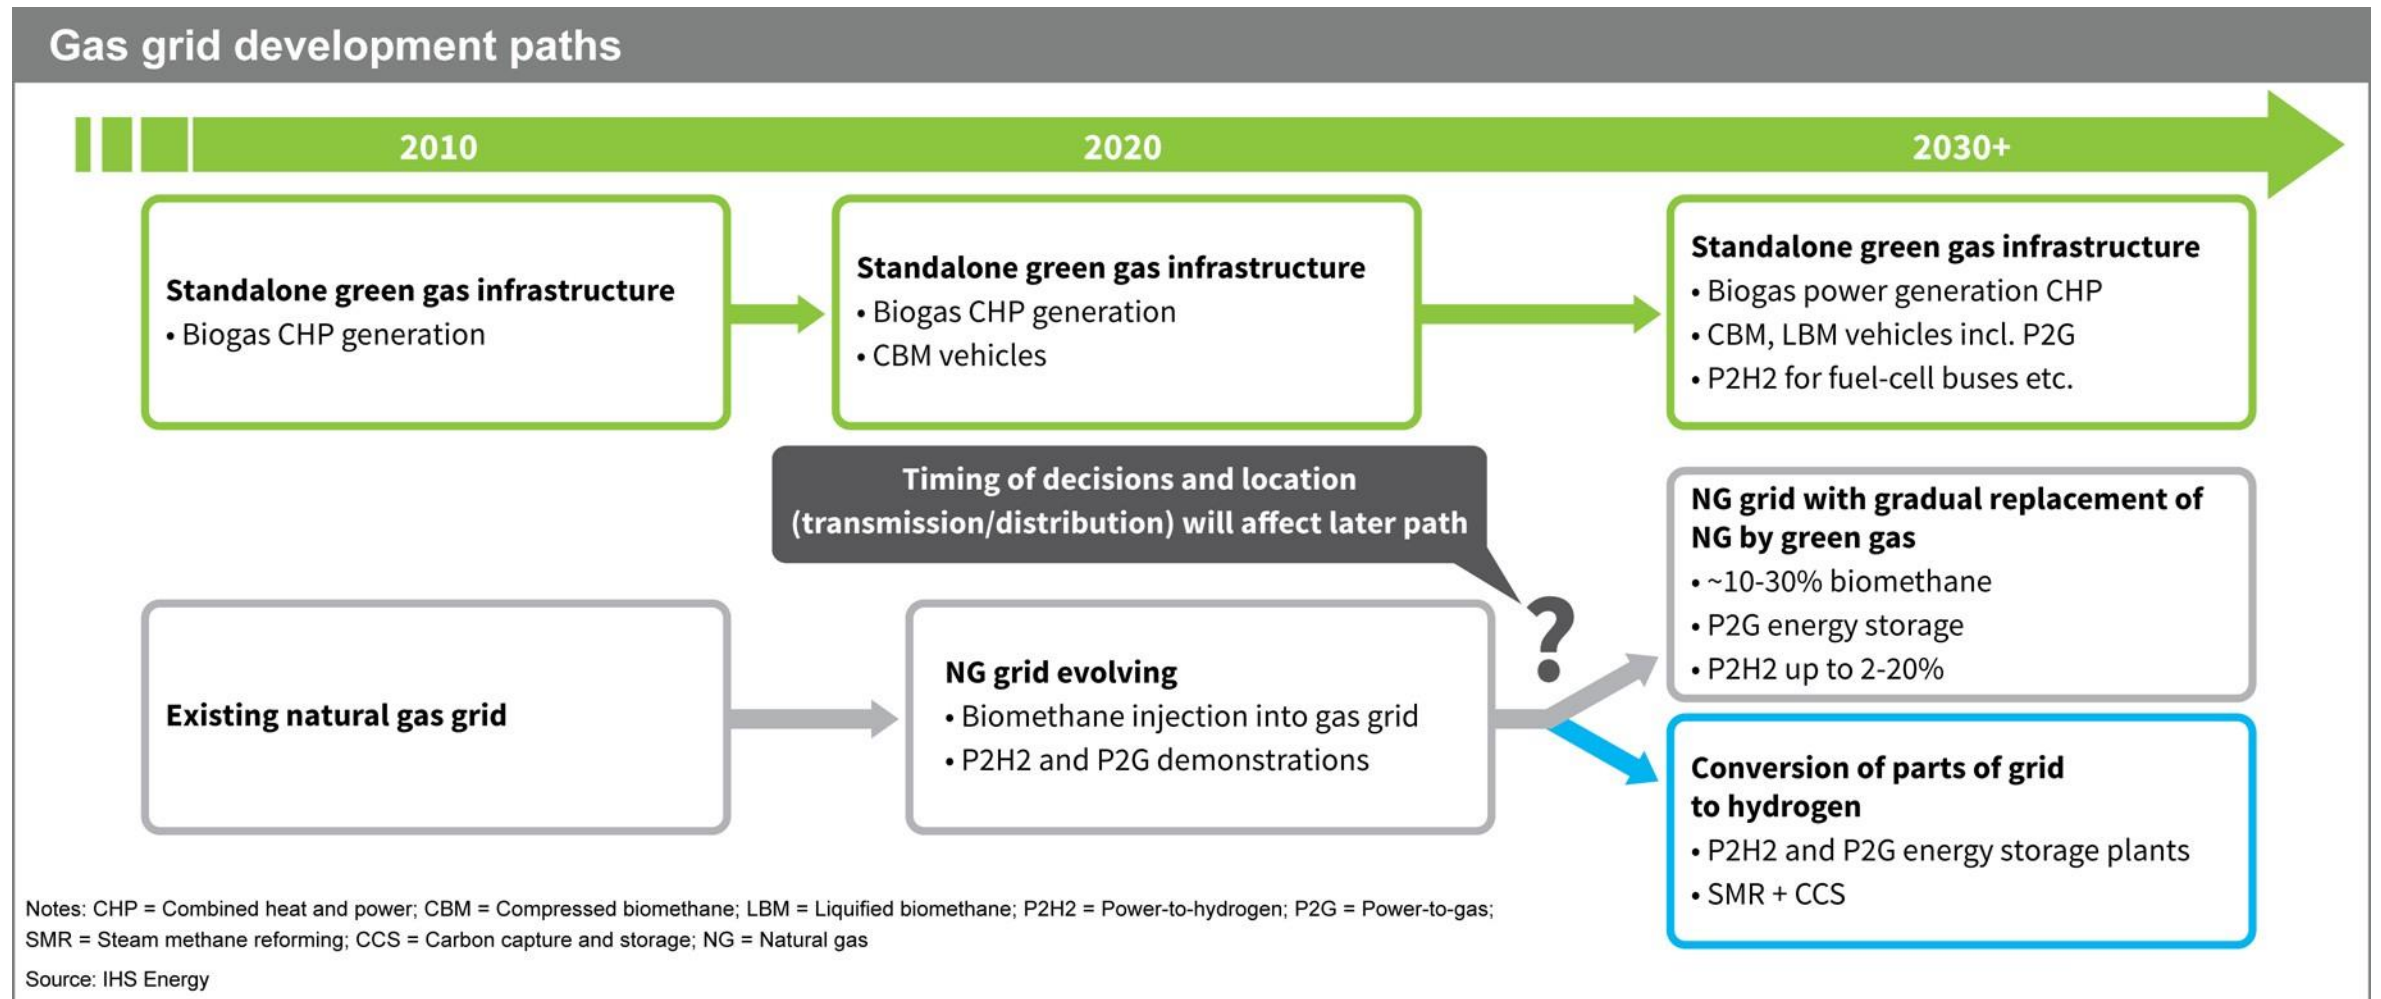 Gas grid development paths
2010
2020
2030+
Standalone green gas infrastructure
• Biogas CHP generation
Standalone green gas infrastructure
• Biogas CHP generation
• CBM vehicles
Standalone green gas infrastructure
• Biogas power generation CHP
• CBM, LBM vehicles incl. P2G
• P2H2 for fuel-cell buses etc.
Timing of decisions and location
(transmission/distribution) will affect later path
?
Existing natural gas grid
NG grid evolving
• Biomethane injection into gas grid
• P2H2 and P2G demonstrations
NG grid with gradual replacement of
NG by green gas
• ~10-30% biomethane
• P2G energy storage
• P2H2 up to 2-20%
Conversion of parts of grid
to hydrogen
• P2H2 and P2G energy storage plants
• SMR + CCS
Notes: CHP = Combined heat and power; CBM = Compressed biomethane; LBM = Liquified biomethane; P2H2 = Power-to-hydrogen; P2G = Power-to-gas;
SMR = Steam methane reforming; CCS = Carbon capture and storage; NG = Natural gas
Source: IHS Energy